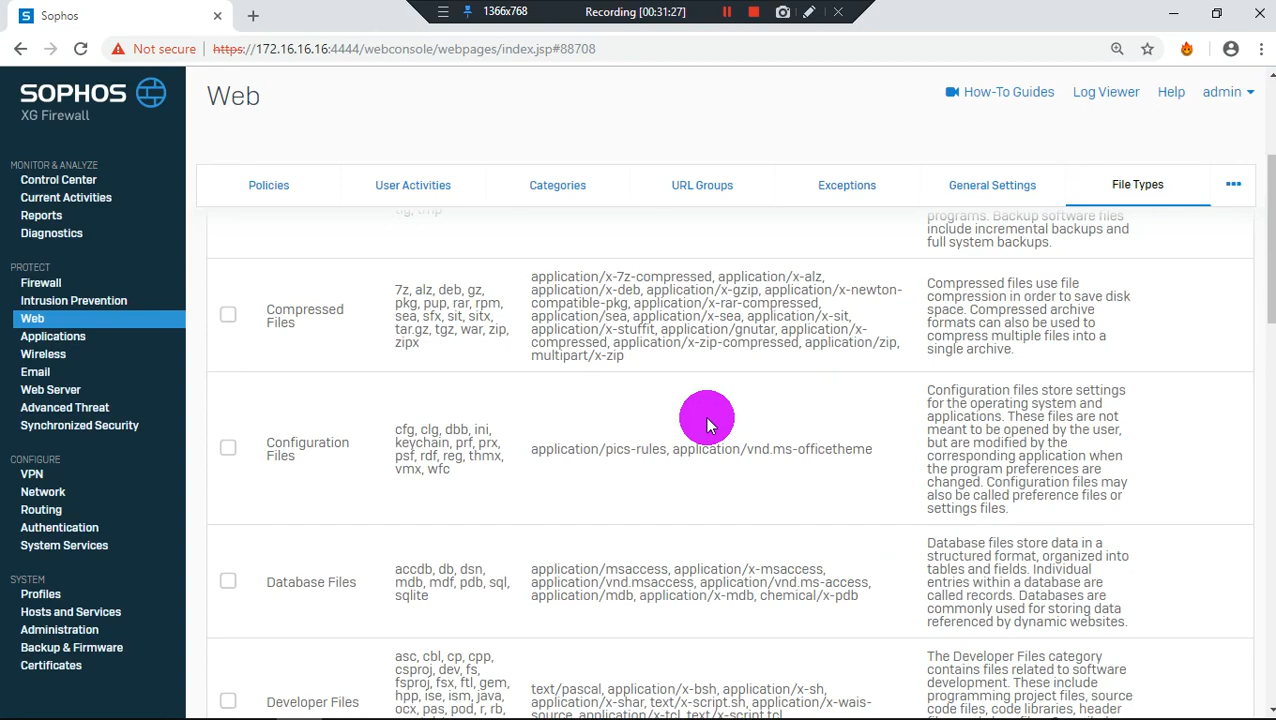 Sophos
1366x768
Recording [00:31:27]
Not secure
https://172.16.16.16:4444/webconsole/webpages/index.jsp#88708
SOPHOS
XG Firewall
MONITOR & ANALYZE
Control Center
Current Activities
Reports
Diagnostics
PROTECT
Firewall
Intrusion Prevention
Web
Applications
Wireless
Email
Web Server
Advanced Threat
Synchronized Security
CONFIGURE
VPN
Network
Routing
Authentication
System Services
SYSTEM
Profiles
Hosts and Services
Administration
Backup & Firmware
Certificates
Web
How-To Guides
Log Viewer
Help
admin
Policies
User Activities
Categories
URL Groups
Exceptions
General Settings
File Types
programs. Backup software files
include incremental backups and
full system backups.
Compressed
Files
7z, alz, deb, gz,
pkg, pup, rar, rpm,
sea, sfx, sit, sitx,
tar.gz, tgz, war, zip,
zipx
application/x-7z-compressed, application/x-alz,
application/x-deb, application/x-gzip, application/x-newton-
compatible-pkg, application/x-rar-compressed,
application/sea, application/x-sea, application/x-sit,
application/x-stuffit, application/gnutar, application/x-
compressed, application/x-zip-compressed, application/zip,
multipart/x-zip
Compressed files use file
compression in order to save disk
space. Compressed archive
formats can also be used to
compress multiple files into a
single archive.
Configuration
Files
cfg, clg, dbb, ini,
keychain, prf, prx,
psf, rdf, reg, thmx,
vmx, wfc
application/pics-rules, application/vnd.ms-officetheme
Configuration files store settings
for the operating system and
applications. These files are not
meant to be opened by the user,
but are modified by the
corresponding application when
the program preferences are
changed. Configuration files may
also be called preference files or
settings files.
Database Files
accdb, db, dsn,
mdb, mdf, pdb, sql,
sqlite
application/msaccess, application/x-msaccess,
application/vnd.msaccess, application/vnd.ms-access,
application/mdb, application/x-mdb, chemical/x-pdb
Database files store data in a
structured format, organized into
tables and fields. Individual
entries within a database are
called records. Databases are
commonly used for storing data
referenced by dynamic websites.
Developer Files
asc, cbl, cp, cpp,
csproj, dev, fs,
fsproj, fsx, ftl, gem,
hpp, ise, ism, java,
ocx, pas, pod, r, rb,
text/pascal, application/x-bsh, application/x-sh,
application/x-shar, text/x-script.sh, application/x-wais-
source, application/x-tcl, text/x-script.tcl
The Developer Files category
contains files related to software
development. These include
programming project files, source
code files, code libraries, header